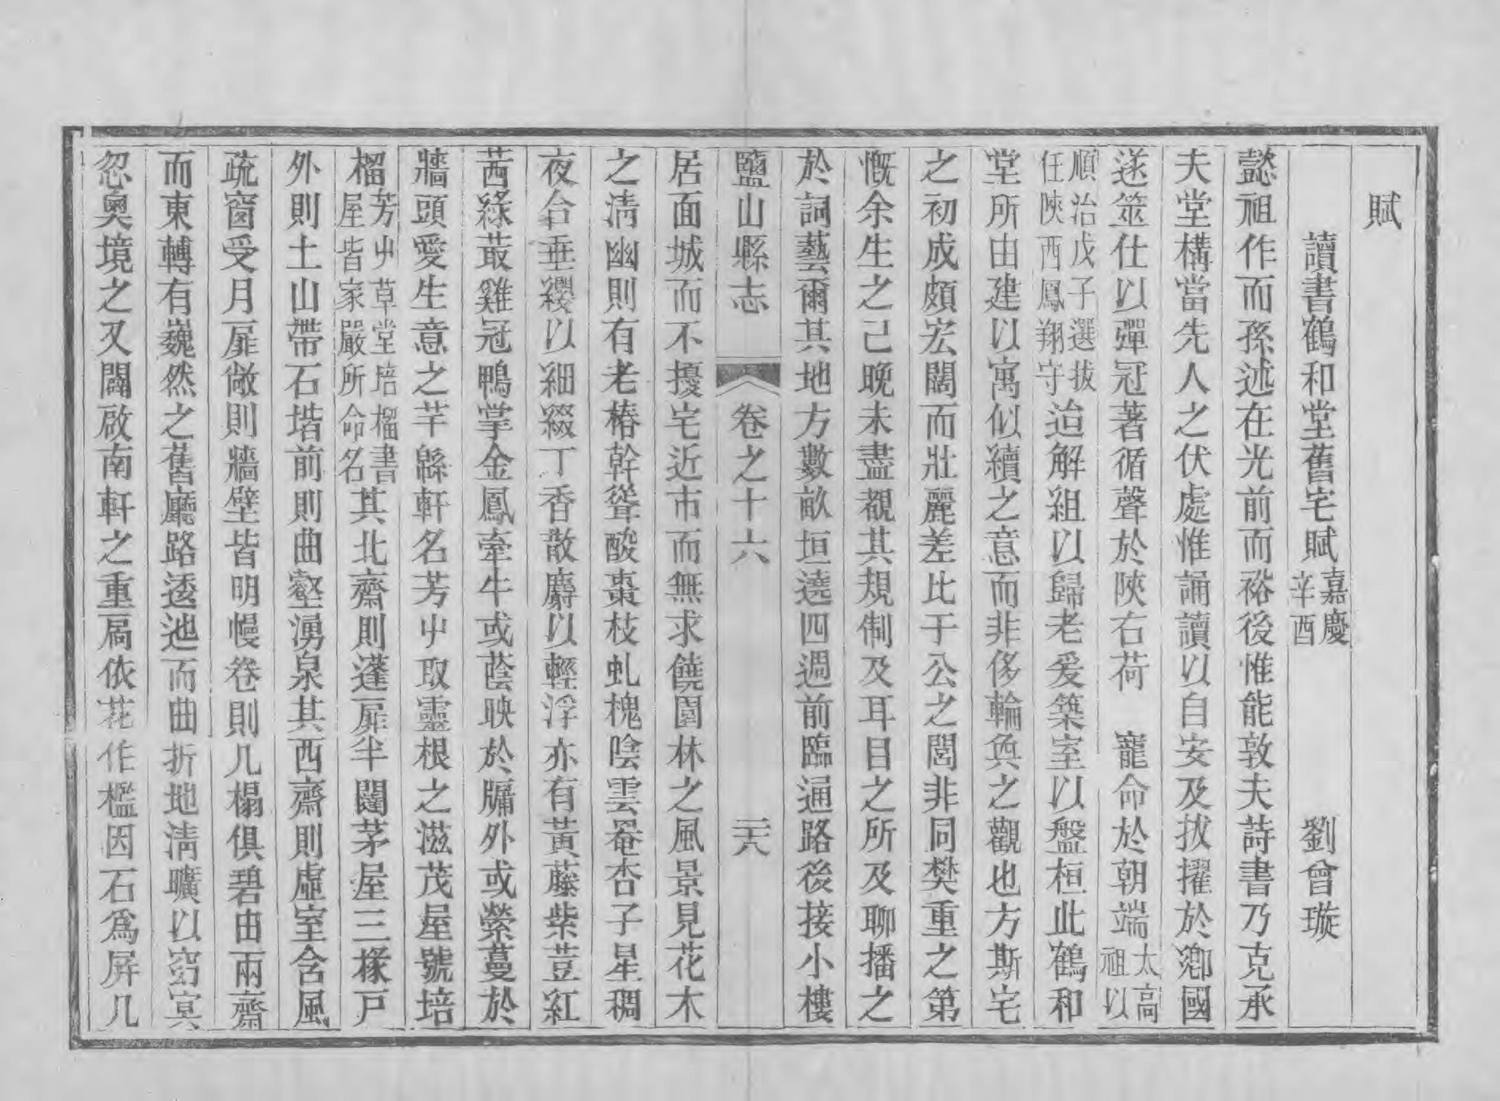 賦
讀書鶴和堂舊宅賦嘉慶辛酉 劉曾璇
懿祖作而孫述在光前而裕後惟能敦夫詩書乃克承
夫堂構當先人之伏處惟誦讀以自安及拔擢於鄉國
遂筮仕以彈冠著循聲於陝右荷 寵命於朝端太高祖以
順治戊子選拔任陝西鳳翔守迨解組以歸老爰築室以盤桓此鶴和
堂所由建以寓似續之意而非侈輪奐之觀也方斯宅
之初成頗宏闊而壯麗差比于公之閭非同樊重之第
慨余生之已晚未盡覩其規制及耳目之所及聊播之
於詞藝爾其地方數畝垣遶四週前臨通路後接小樓
鹽山縣志 卷之十六 二十八
居面城而不擾宅近市而無求饒園林之風景見花木
之清幽則有老椿幹聳酸棗枝虬槐陰雲罨杏子星稠
夜合垂纓以細綴丁香散麝以輕浮亦有黃藤紫荳紅
茜綠莪雞冠鴨掌金鳳牽牛或蔭映於牖外或縈蔓於
牆頭愛生意之芊緜軒名芳屮取靈根之滋茂屋號培
榴芳屮草堂培榴書屋皆家嚴所命名其北齋則蓬扉半闢茅屋三椽戸
外則土山帶石堦前則曲壑湧泉其西齋則虛室含風
疏窗受月扉敞則牆壁皆明幔卷則几榻俱碧由兩齋
而東轉有巍然之舊廳路逶迤而曲折地清曠以窈冥
忽奧境之又闢啟南軒之重扃依花作檻因石爲屏几